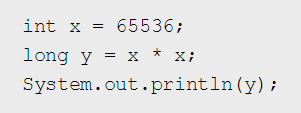 int x = 65536;
long y = x * x;
System.out.println(y);